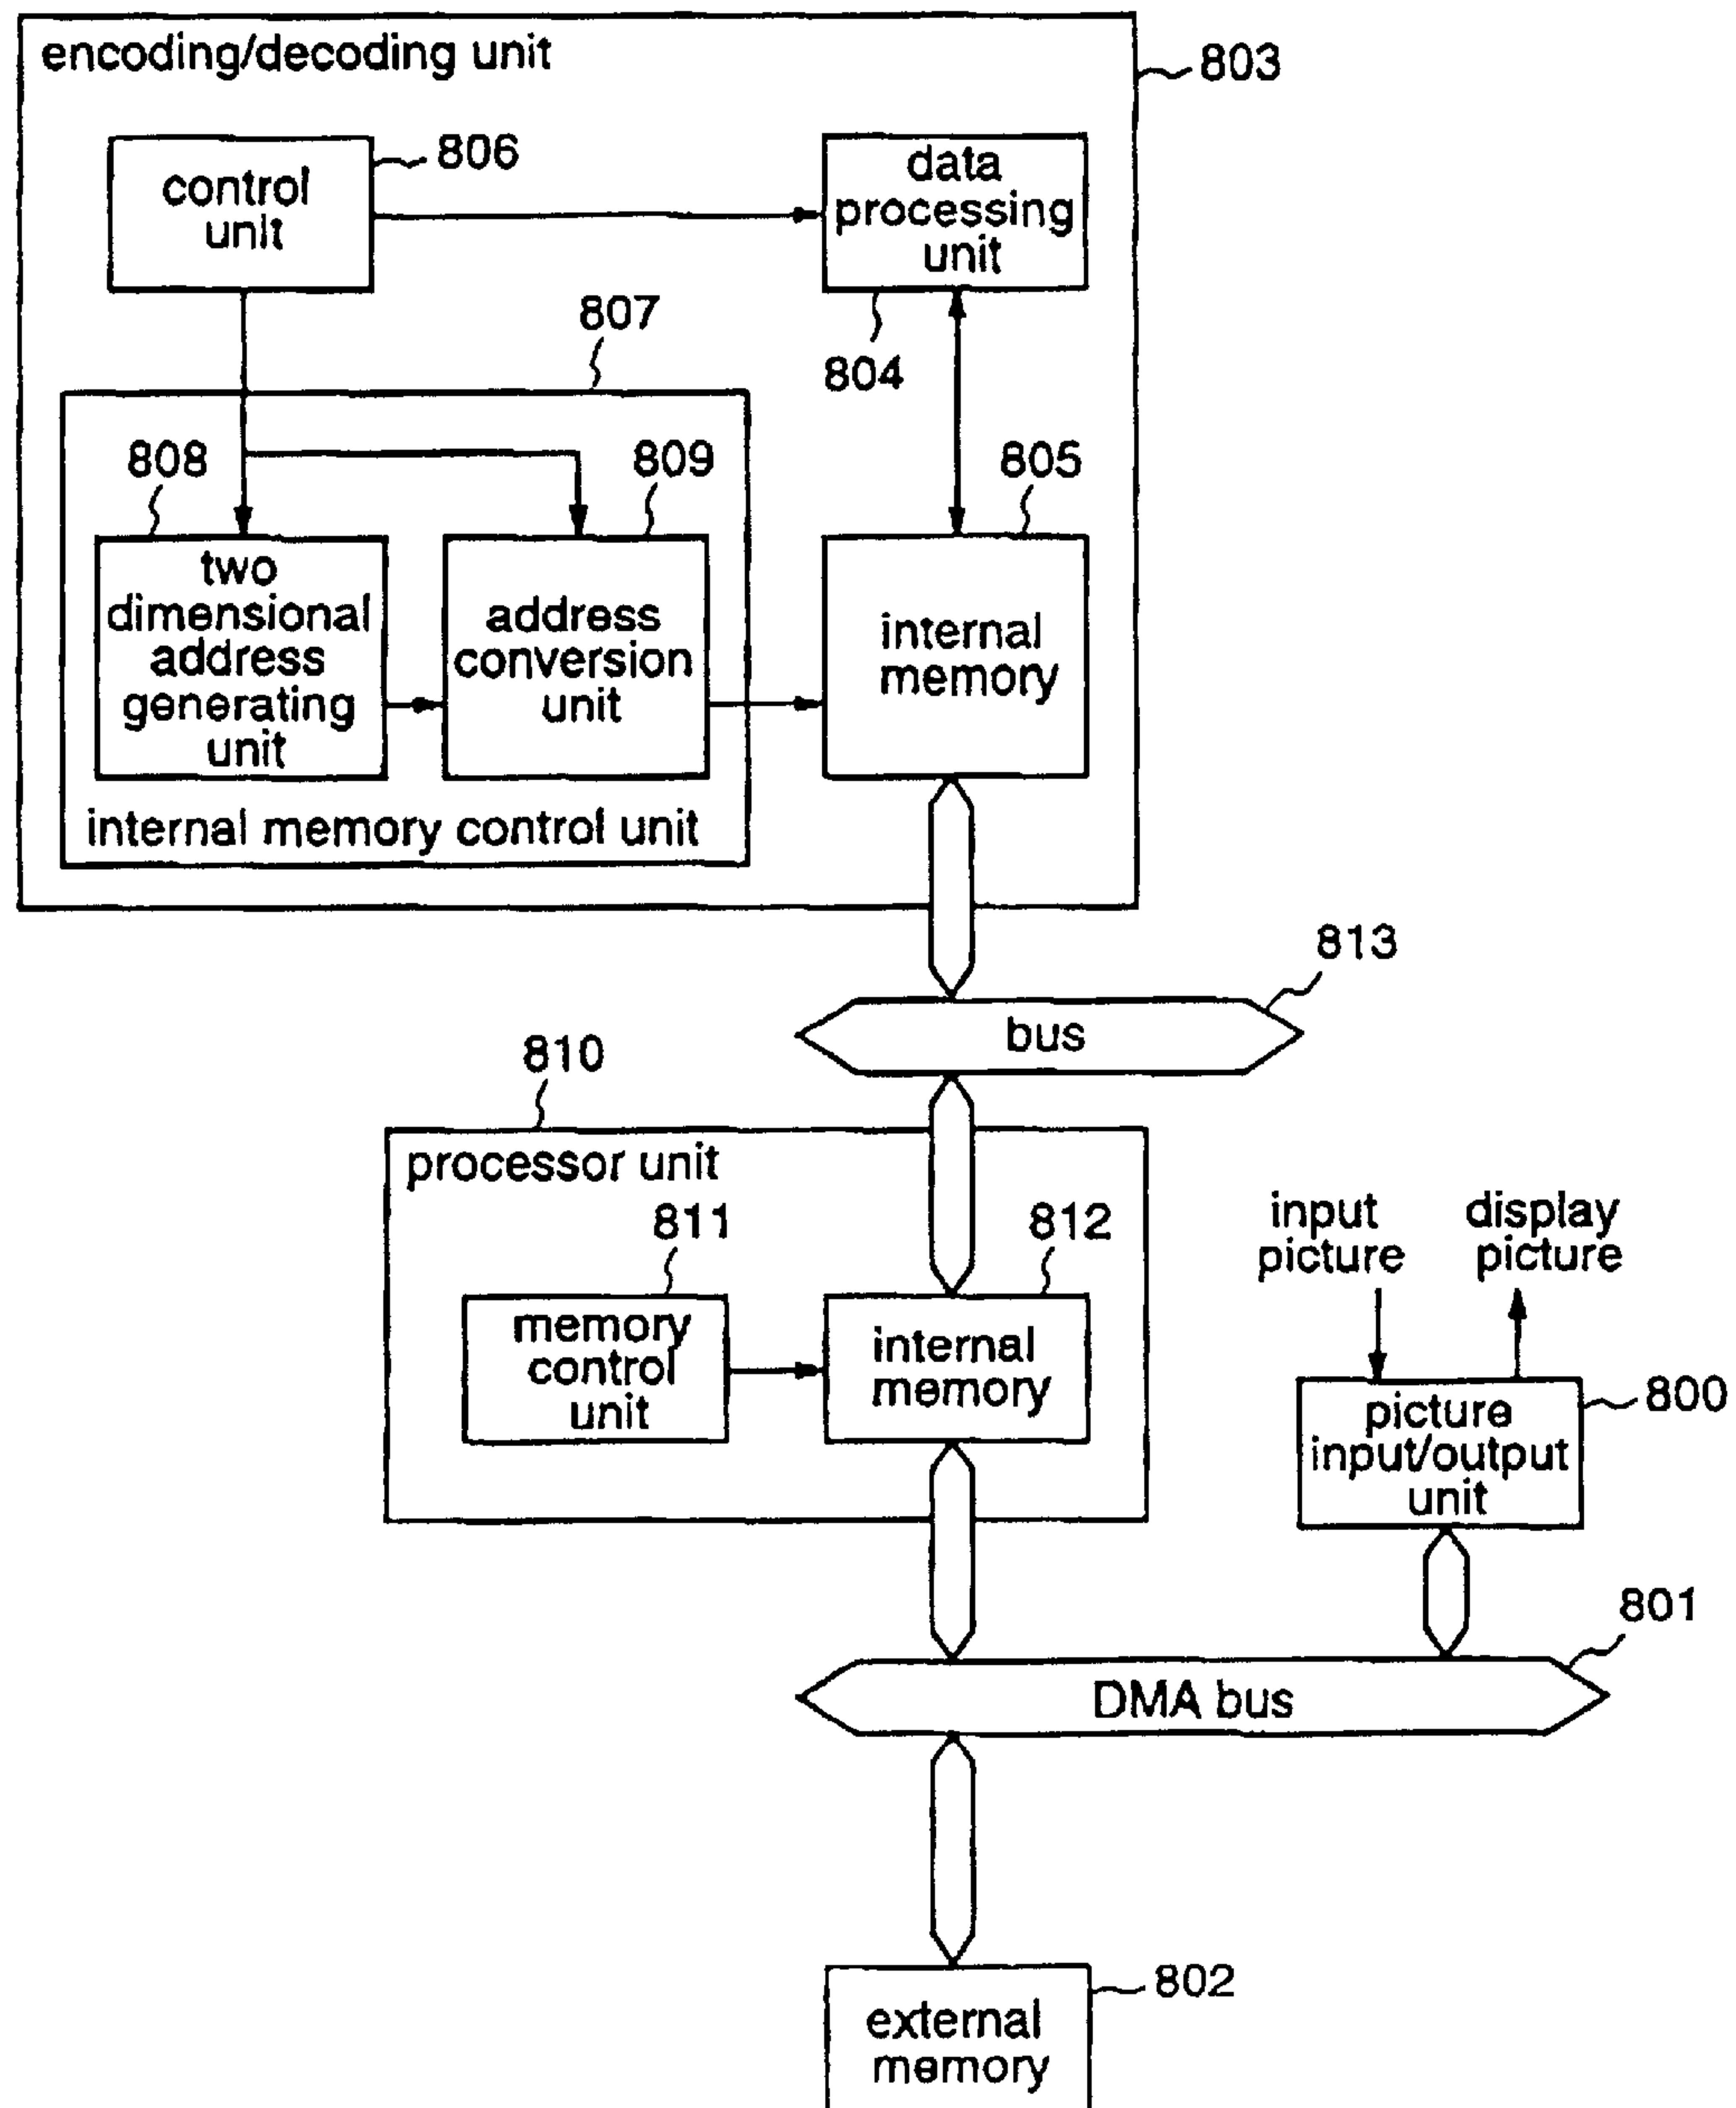 encoding/decoding unit
803
806
control
unit
data
processing
unit
807
804
808
809
805
two
dimensional
address
generating
unit
address
conversion
unit
internal
memory
internal memory control unit
813
bus
810
processor unit
811
812
input
picture
display
picture
memory
control
unit
internal
memory
800
picture
input/output
unit
801
DMA bus
802
external
memory